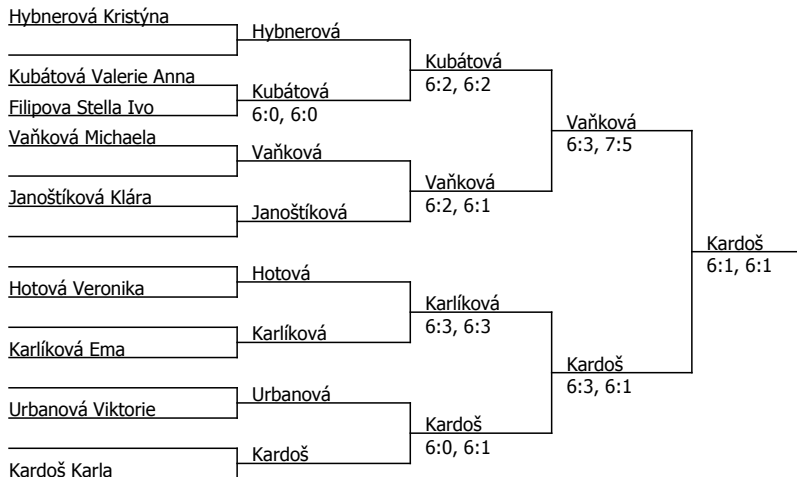 Hybnerová Kristýna
Kubátová Valerie Anna
Filipova Stella Ivo
Vaňková Michaela
Janoštíková Klára
Hotová Veronika
Karlíková Ema
Urbanová Viktorie
Kardoš Karla
Hybnerová
Kubátová
6:0, 6:0
Vaňková
Janoštíková
Hotová
Karlíková
Urbanová
Kardoš
Kubátová
6:2, 6:2
Vaňková
6:2, 6:1
Karlíková
6:3, 6:3
Kardoš
6:0, 6:1
Vaňková
6:3, 7:5
Kardoš
6:3, 6:1
Kardoš
6:1, 6:1